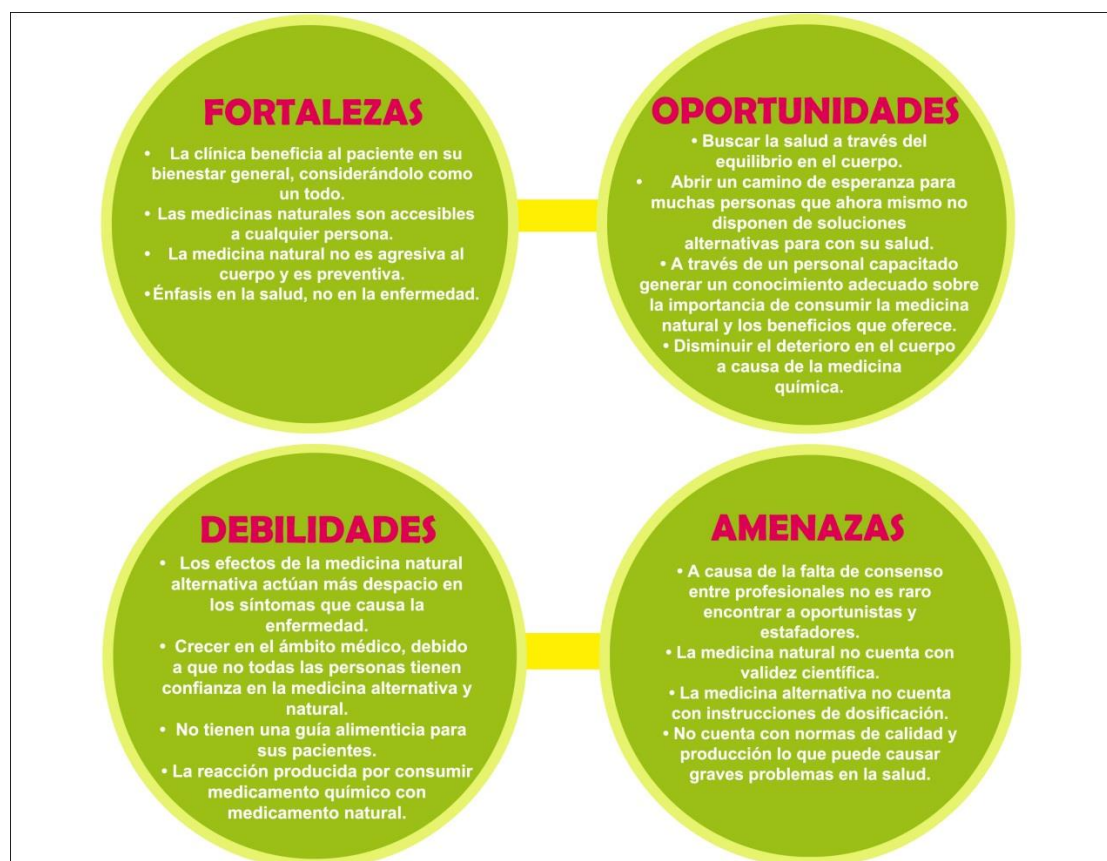 FORTALEZAS
• La clínica beneficia al paciente en su
bienestar general, considerándolo como
un todo.
• Las medicinas naturales son accesibles
a cualquier persona.
• La medicina natural no es agresiva al
cuerpo y es preventiva.
• Énfasis en la salud, no en la enfermedad.
OPORTUNIDADES
• Buscar la salud a través del
equilibrio en el cuerpo.
• Abrir un camino de esperanza para
muchas personas que ahora mismo no
disponen de soluciones
alternativas para con su salud.
• A través de un personal capacitado
generar un conocimiento adecuado sobre
la importancia de consumir la medicina
natural y los beneficios que oferece.
• Disminuir el deterioro en el cuerpo
a causa de la medicina
química.
DEBILIDADES
• Los efectos de la medicina natural
alternativa actúan más despacio en
los síntomas que causa la
enfermedad.
• Crecer en el ámbito médico, debido
a que no todas las personas tienen
confianza en la medicina alternativa y
natural.
• No tienen una guía alimenticia para
sus pacientes.
• La reacción producida por consumir
medicamento químico con
medicamento natural.
AMENAZAS
• A causa de la falta de consenso
entre profesionales no es raro
encontrar a oportunistas y
estafadores.
• La medicina natural no cuenta con
validez científica.
• La medicina alternativa no cuenta
con instrucciones de dosificación.
• No cuenta con normas de calidad y
producción lo que puede causar
graves problemas en la salud.